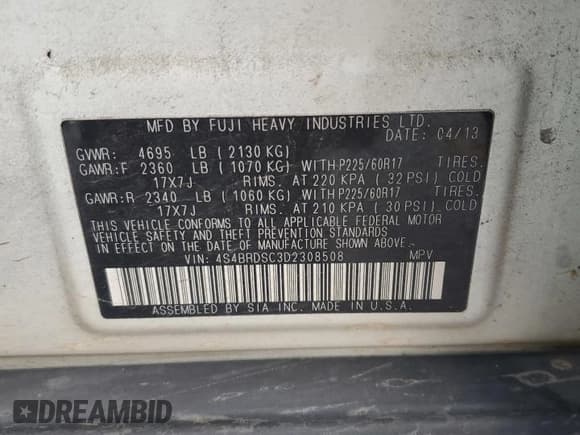 MFD BY FUJI HEAVY INDUSTRIES LTD.
DATE: 04/13
GVWR: 4695 LB ( 2130 KG)
GAWR:F 2360 LB ( 1070 KG) WITH P225/60R17 TIRES.
17X7J RIMS. AT 220 KPA ( 32 PSI) COLD
GAWR:R 2340 LB ( 1060 KG) WITH P225/60R17 TIRES.
17X7J RIMS. AT 210 KPA ( 30 PSI) COLD
THIS VEHICLE CONFORMS TO ALL APPLICABLE FEDERAL MOTOR
VEHICLE SAFETY AND THEFT PREVENTION STANDARDS IN
EFFECT ON THE DATE OF MANUFACTURE SHOWN ABOVE.
VIN: 4S4BRDSC3D2308508 MPV
ASSEMBLED BY SIA INC. MADE IN U.S.A.
DREAMBID